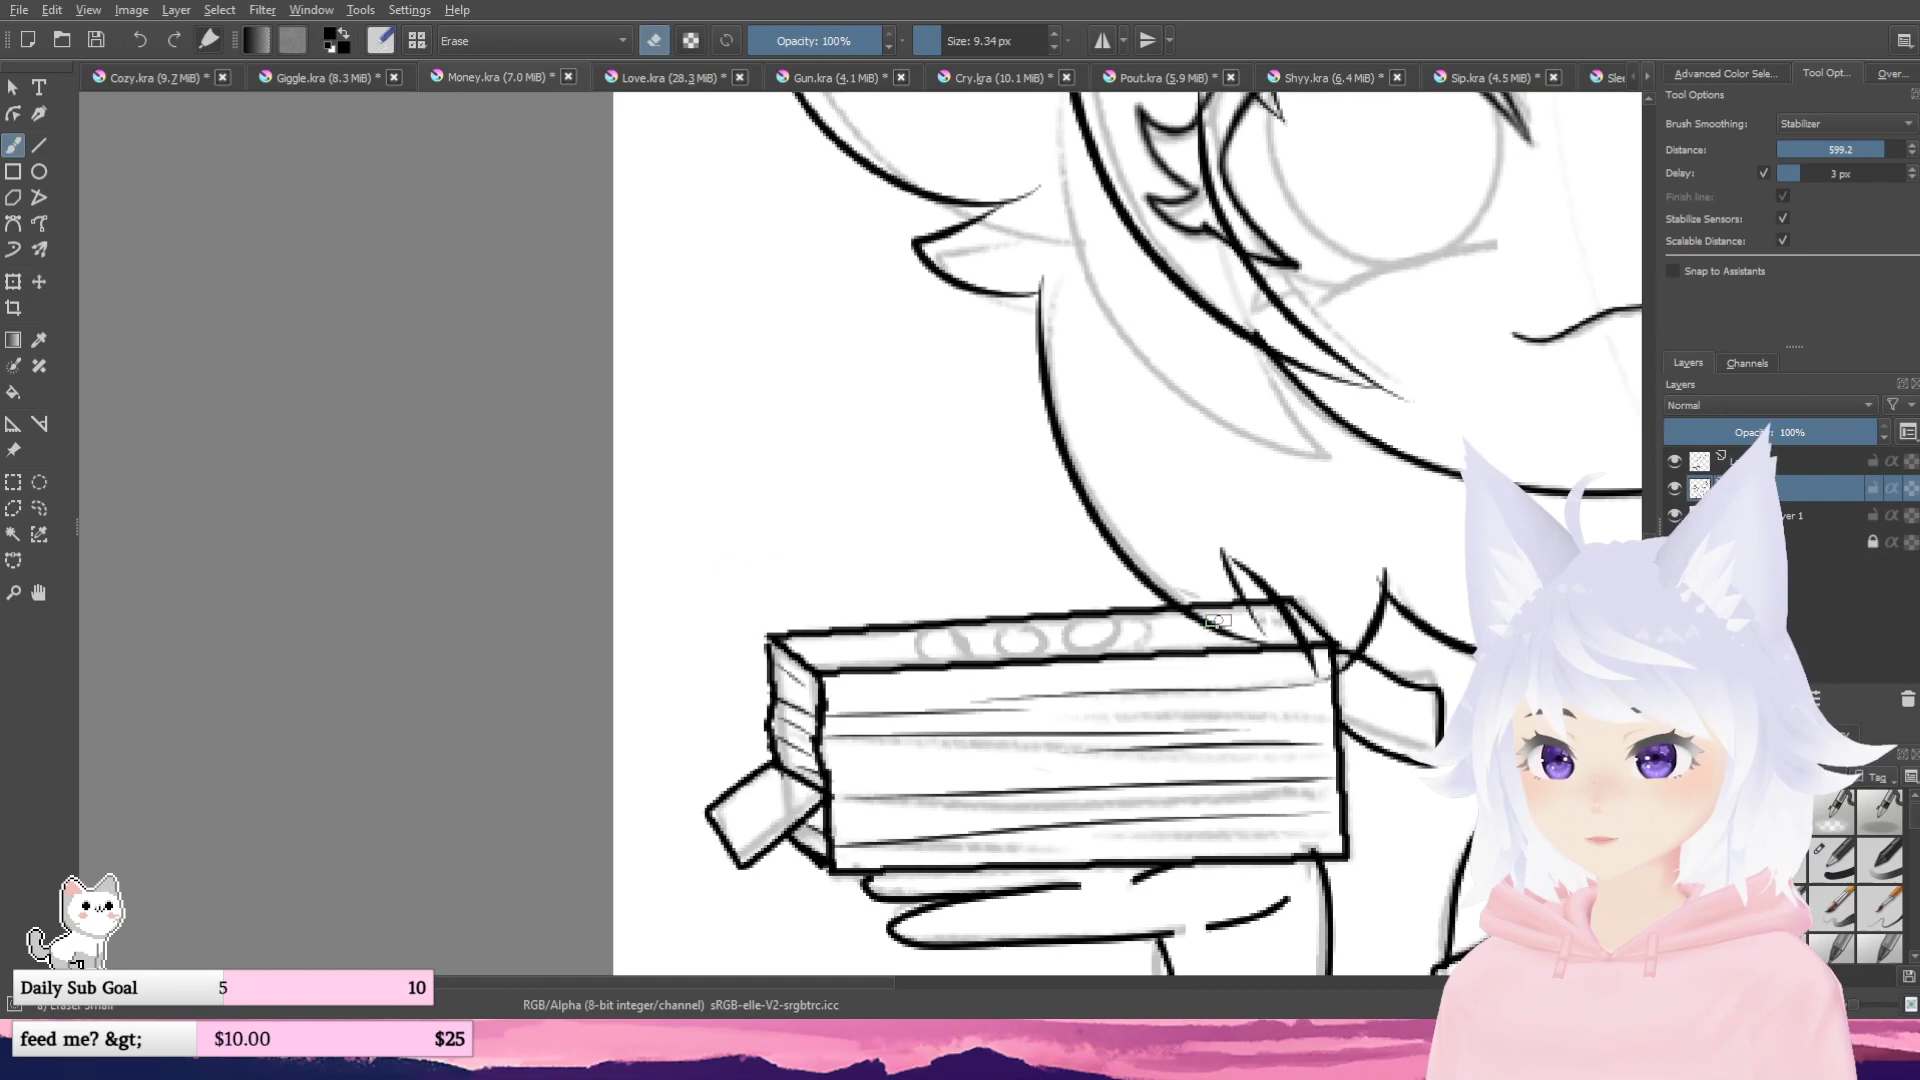 File Edit View Image Layer Select Filter Window Tools Settings Help
Erase
Opacity: 100%
Size: 9.34 px
Cozy.kra (9.7 MiB) *
Giggle.kra (8.3 MiB) *
Money.kra (7.0 MiB) *
Love.kra (28.3 MiB) *
Gun.kra (4.1 MiB) *
Cry.kra (10.1 MiB) *
Pout.kra (5.9 MiB) *
Shyy.kra (6.4 MiB) *
Sip.kra (4.5 MiB) *
Advanced Color Sele...
Tool Opt...
Over...
Tool Options
Brush Smoothing: Stabilizer
Distance: 599.2
Delay: 3 px
Finish line:
Stabilize Sensors:
Scalable Distance:
Snap to Assistants
Layers Channels
Layers
Normal
100%
Tag
RGB/Alpha (8-bit integer/channel) sRGB-elle-V2-srgbtrc.icc
Daily Sub Goal 5 10
feed me? &gt; $10.00 $25